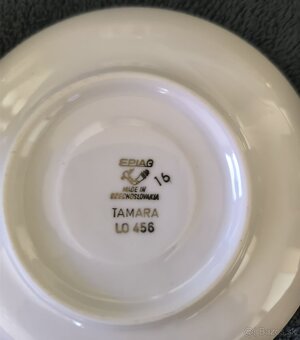 EPIAG
16
MADE IN
CZECHOSLOVAKIA
TAMARA
LO 456